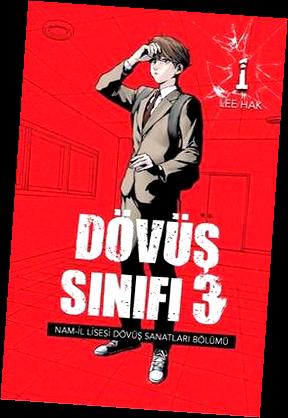 i
LEE HAK
DÖVÜŞ
SINIFI 3
NAM-İL LİSESİ DÖVÜŞ SANATLARI BÖLÜMÜ